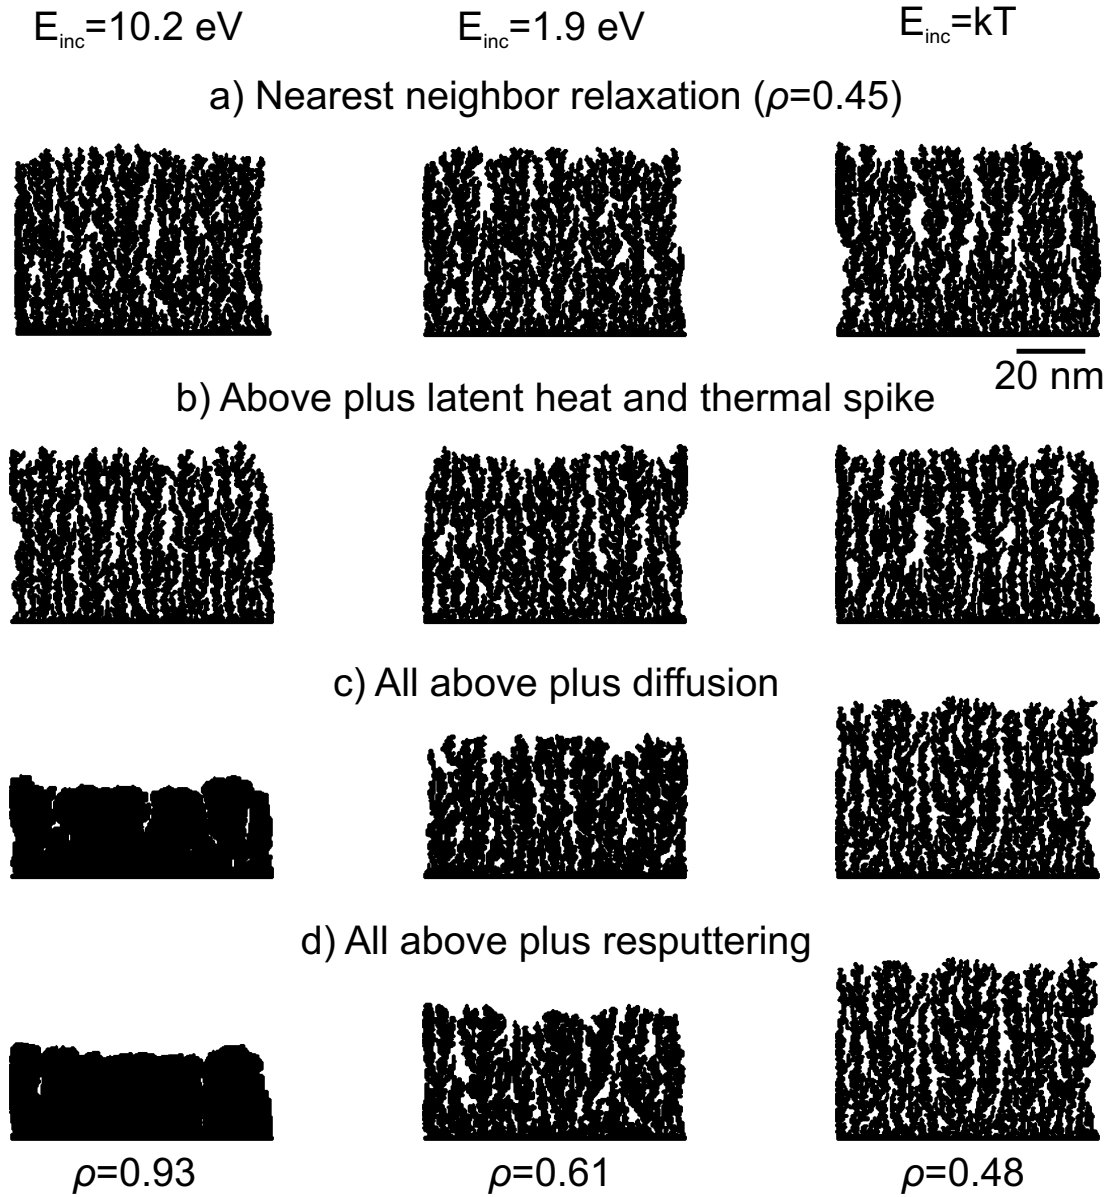 E_inc=10.2 eV E_inc=1.9 eV E_inc=kT
a) Nearest neighbor relaxation (ρ=0.45)
20 nm
b) Above plus latent heat and thermal spike
c) All above plus diffusion
d) All above plus resputtering
ρ=0.93 ρ=0.61 ρ=0.48